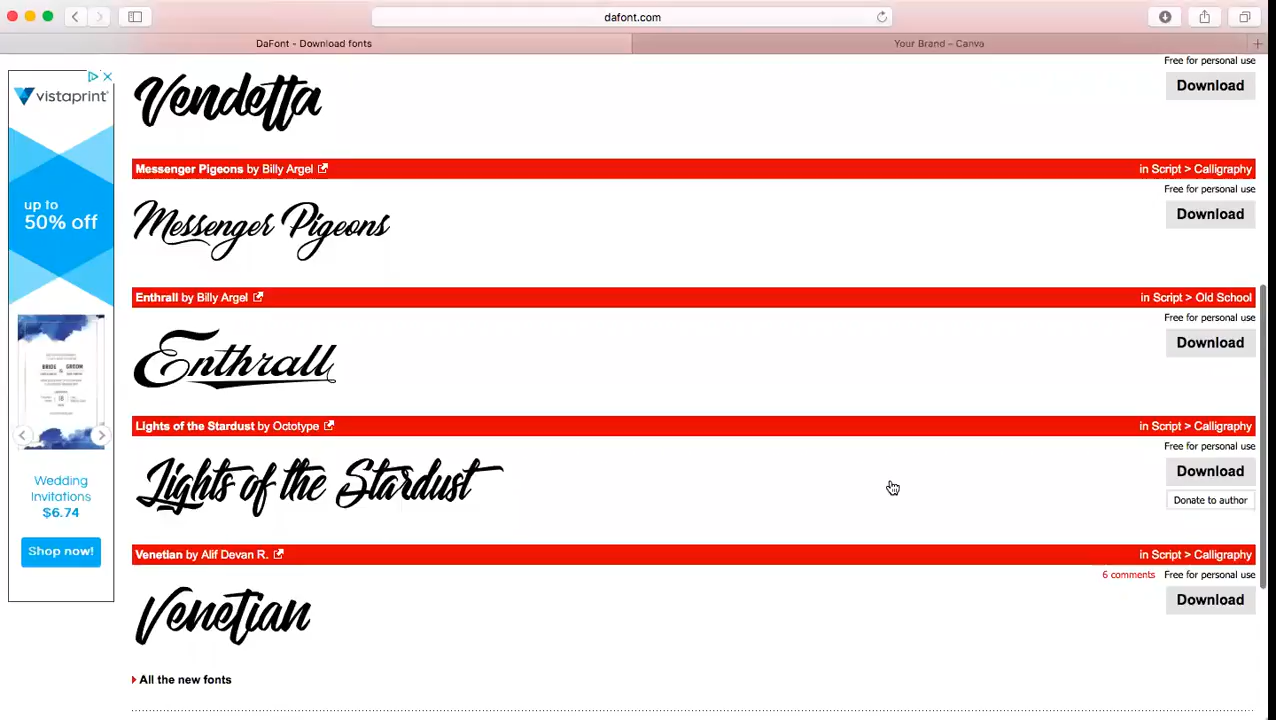 dafont.com
DaFont - Download fonts
Your Brand – Canva
Free for personal use
Download
Vendetta
Messenger Pigeons by Billy Argel
in Script > Calligraphy
Free for personal use
Download
Messenger Pigeons
Enthrall by Billy Argel
in Script > Old School
Free for personal use
Download
Enthrall
Lights of the Stardust by Octotype
in Script > Calligraphy
Free for personal use
Download
Donate to author
Lights of the Stardust
Venetian by Alif Devan R.
in Script > Calligraphy
6 comments
Free for personal use
Download
Venetian
All the new fonts
vistaprint
up to
50% off
BRIDE
GROOM
Wedding
Invitations
$6.74
Shop now!